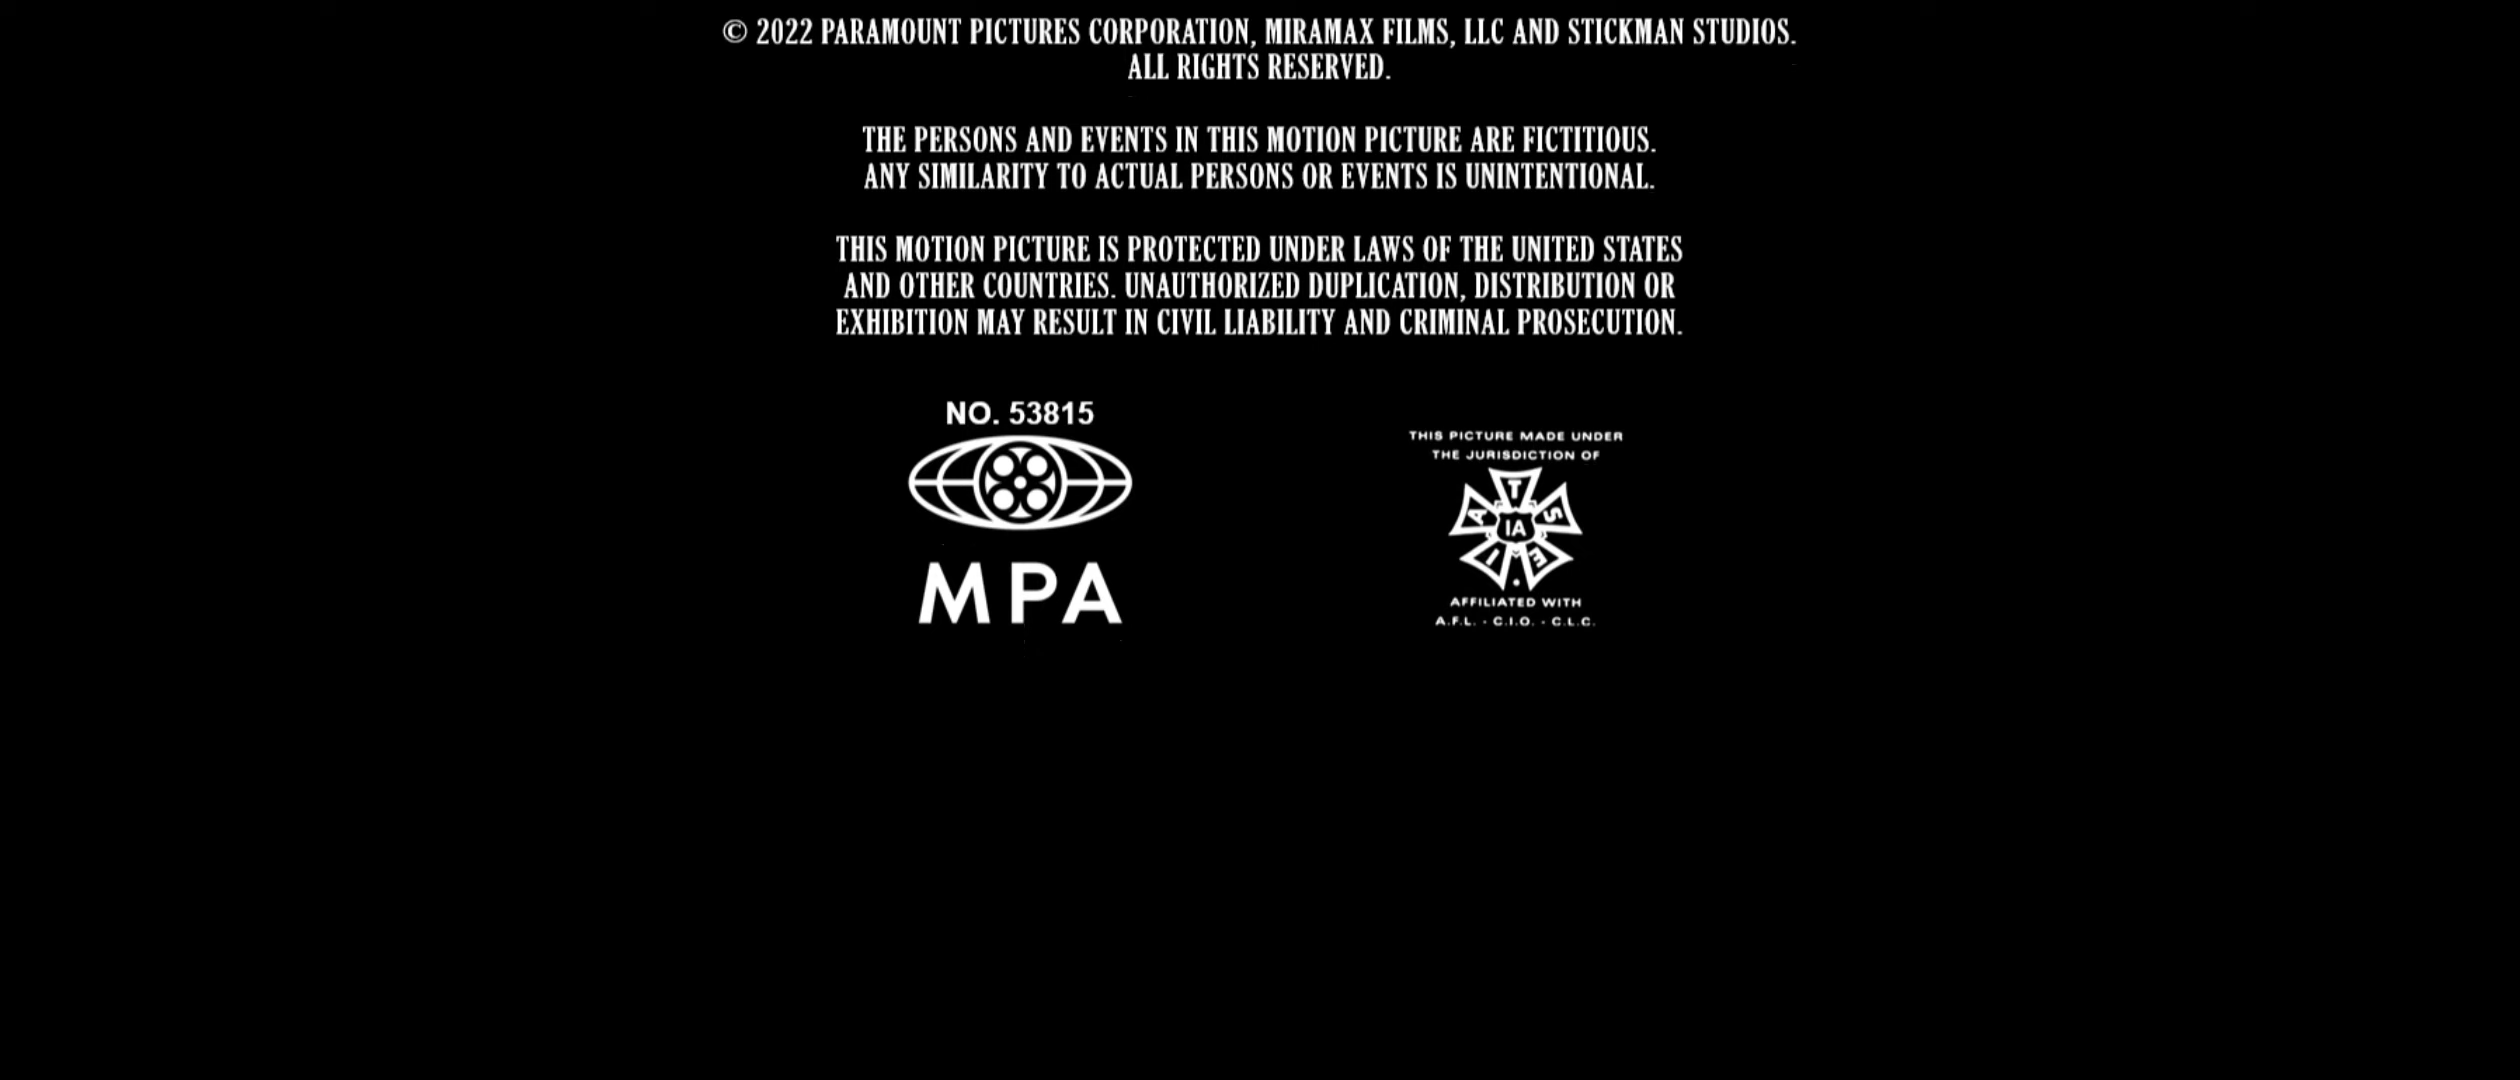 © 2022 PARAMOUNT PICTURES CORPORATION, MIRAMAX FILMS, LLC AND STICKMAN STUDIOS.
ALL RIGHTS RESERVED.
THE PERSONS AND EVENTS IN THIS MOTION PICTURE ARE FICTITIOUS.
ANY SIMILARITY TO ACTUAL PERSONS OR EVENTS IS UNINTENTIONAL.
THIS MOTION PICTURE IS PROTECTED UNDER LAWS OF THE UNITED STATES
AND OTHER COUNTRIES. UNAUTHORIZED DUPLICATION, DISTRIBUTION OR
EXHIBITION MAY RESULT IN CIVIL LIABILITY AND CRIMINAL PROSECUTION.
NO. 53815
MPA
THIS PICTURE MADE UNDER
THE JURISDICTION OF
I A T S E
IA
AFFILIATED WITH
A.F.L. - C.I.O. - C.L.C.